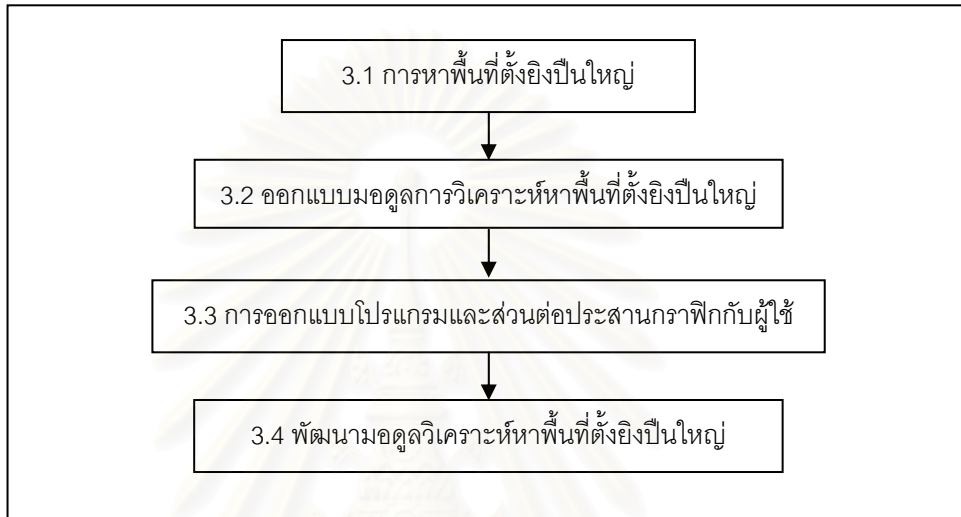 3.1 การหาพื้นที่ตั้งยิงปืนใหญ่
3.2 ออกแบบมอดูลการวิเคราะห์หาพื้นที่ตั้งยิงปืนใหญ่
3.3 การออกแบบโปรแกรมและส่วนต่อประสานกราฟิกกับผู้ใช้
3.4 พัฒนามอดูลวิเคราะห์หาพื้นที่ตั้งยิงปืนใหญ่